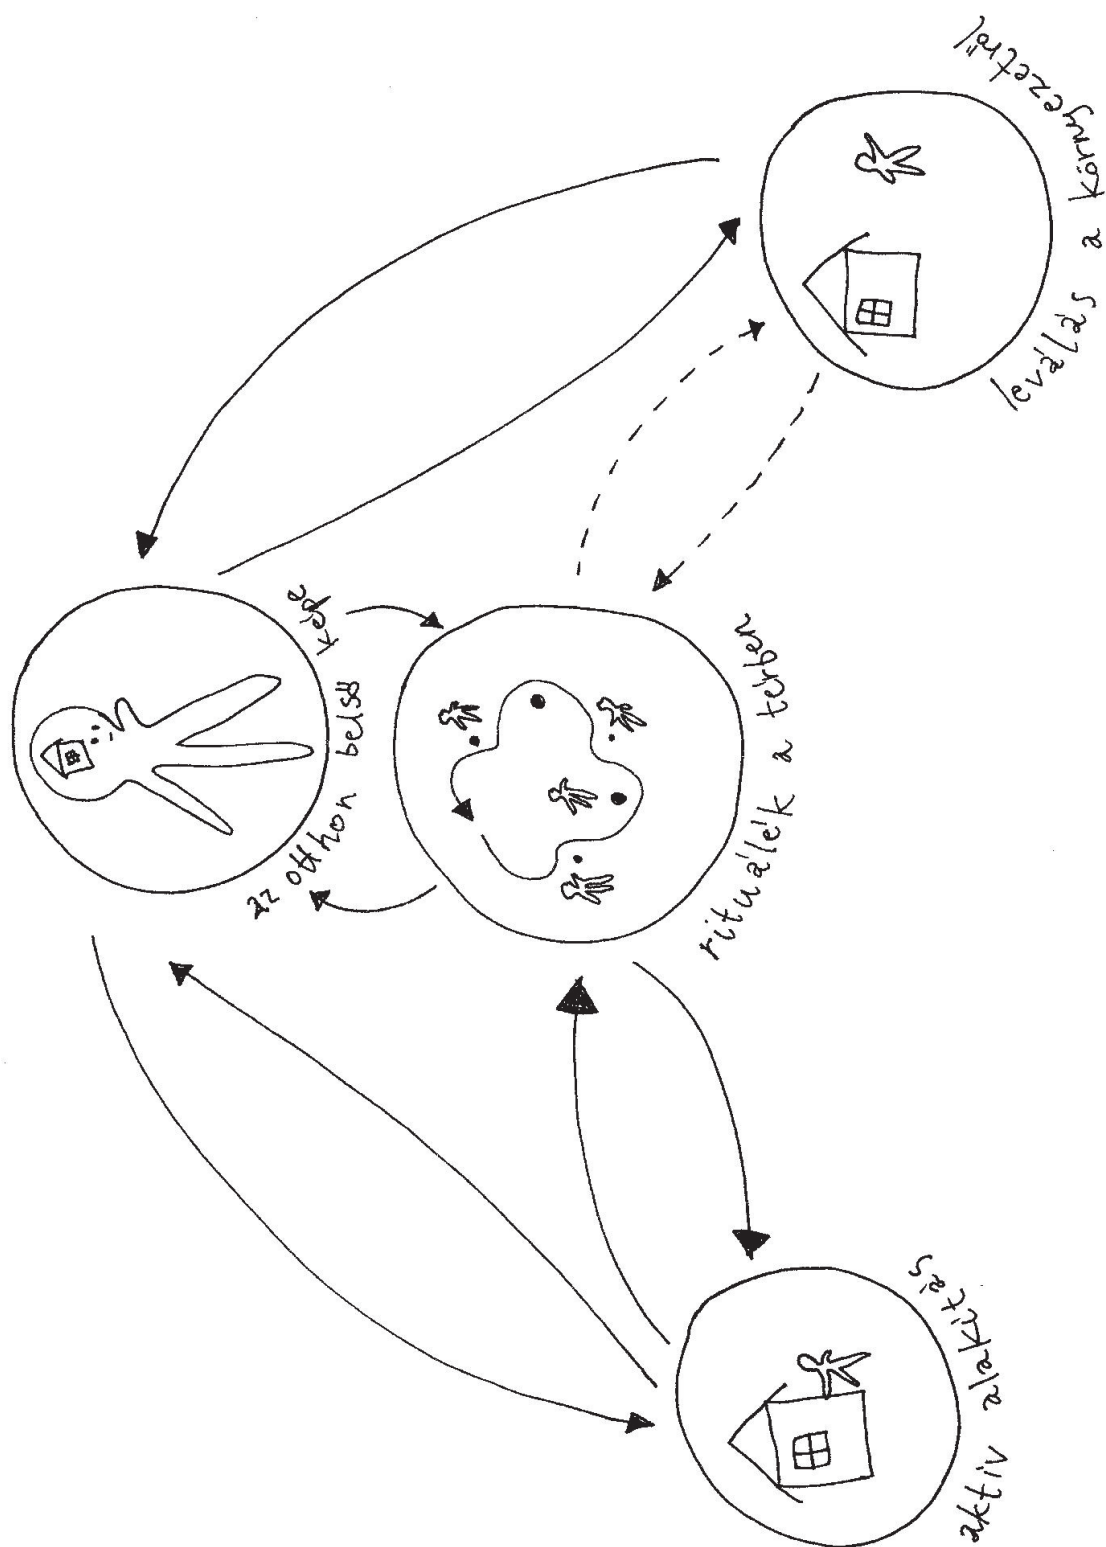 az otthon belső képe
rituálék a térben
aktív alakítás
leválás a környezetről